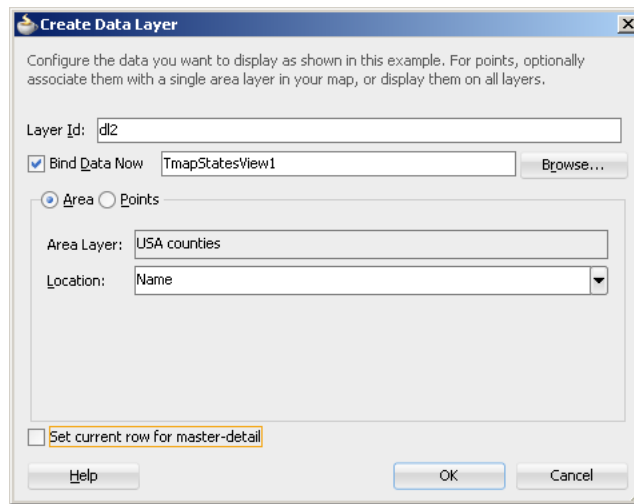 Create Data Layer
Configure the data you want to display as shown in this example. For points, optionally
associate them with a single area layer in your map, or display them on all layers.
Layer Id: dl2
Bind Data Now TmapStatesView1 Browse...
Area Points
Area Layer: USA counties
Location: Name
Set current row for master-detail
Help OK Cancel